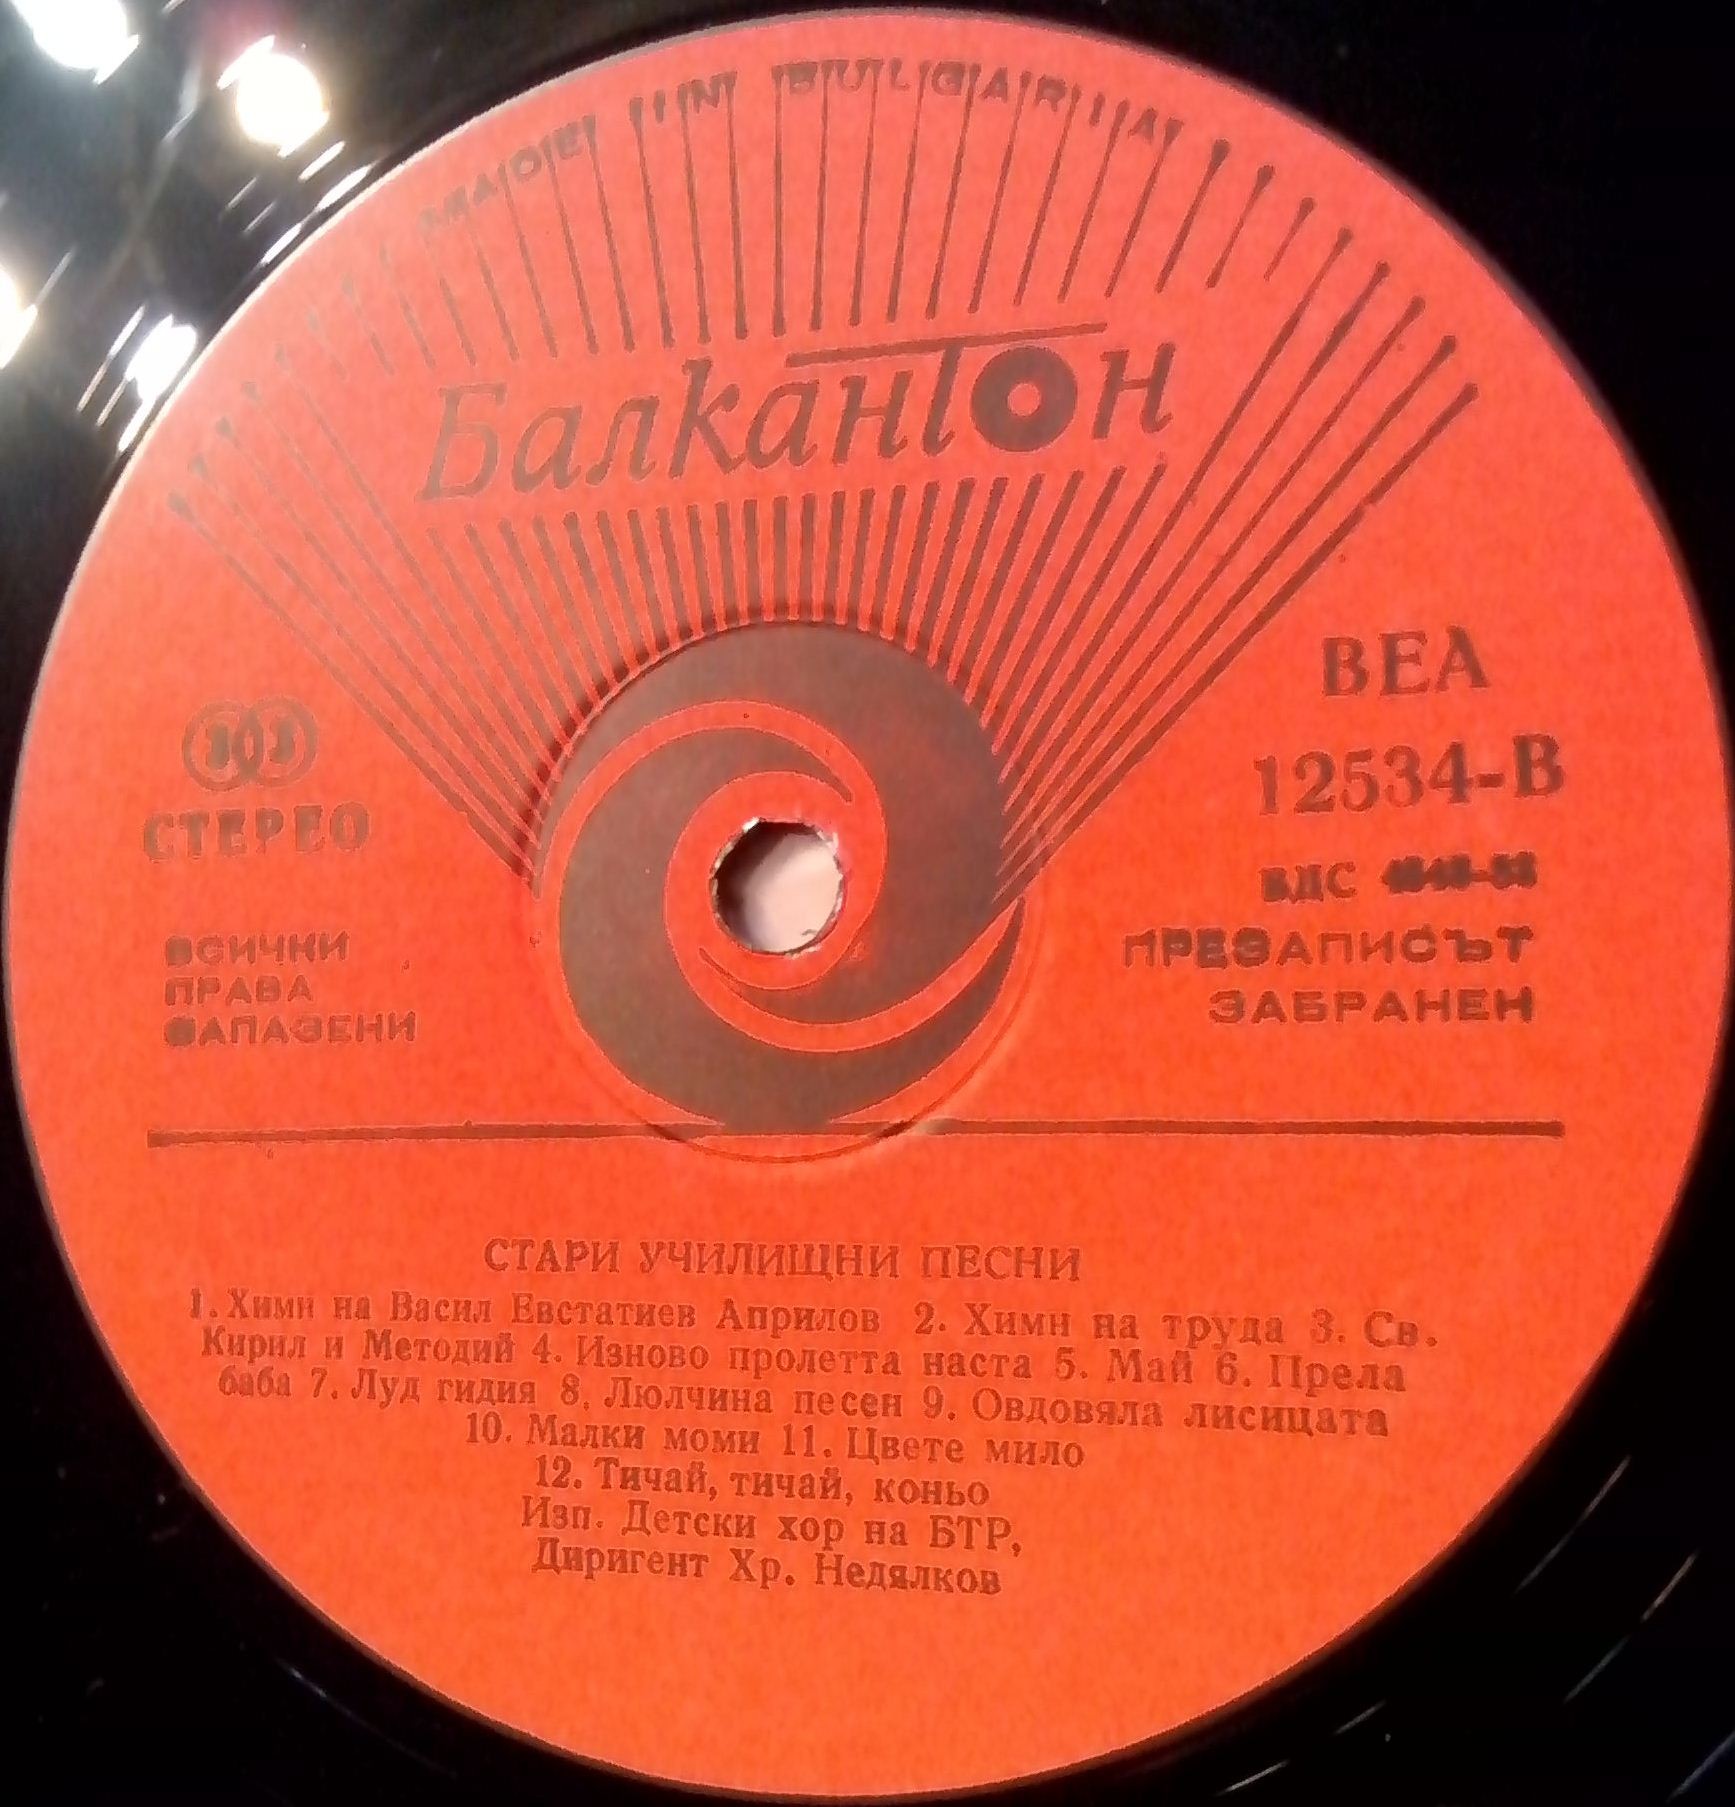 MADE IN BULGARIA
Балкантон
ВЕА
12534-В
СТЕРЕО
БДС
ВСИЧКИ
ПРАВА
ЗАПАЗЕНИ
ПРЕЗАПИСЪТ
ЗАБРАНЕН
СТАРИ УЧИЛИЩНИ ПЕСНИ
1. Химн на Васил Евстатиев Априлов 2. Химн на труда 3. Св.
Кирил и Методий 4. Изново пролетта наста 5. Май 6. Прела
баба 7. Луд гидия 8. Люлчина песен 9. Овдовяла лисицата
10. Малки моми 11. Цвете мило
12. Тичай, тичай, коньо
Изп. Детски хор на БТР,
Диригент Хр. Недялков